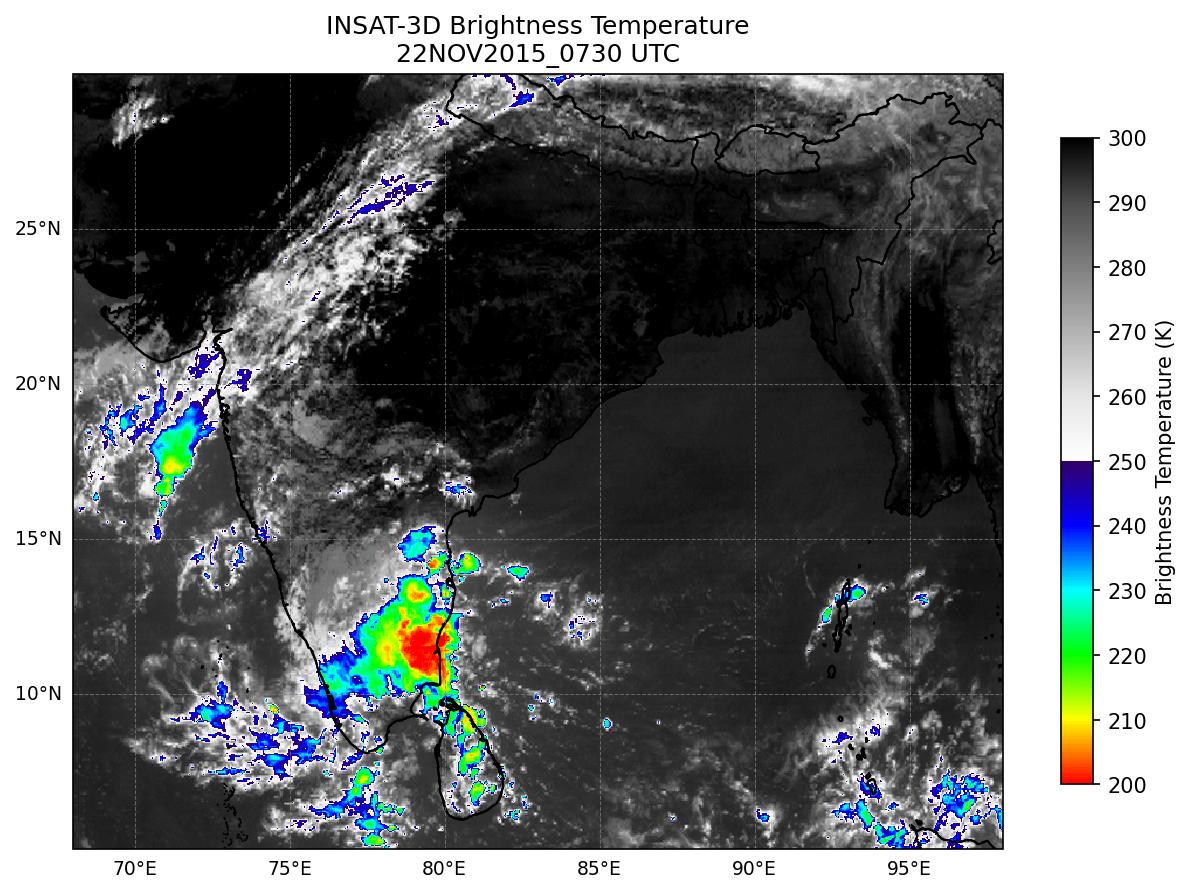 INSAT-3D Brightness Temperature
22NOV2015_0730 UTC
25°N
20°N
15°N
10°N
70°E
75°E
80°E
85°E
90°E
95°E
300
290
280
270
260
250
240
230
220
210
200
Brightness Temperature (K)